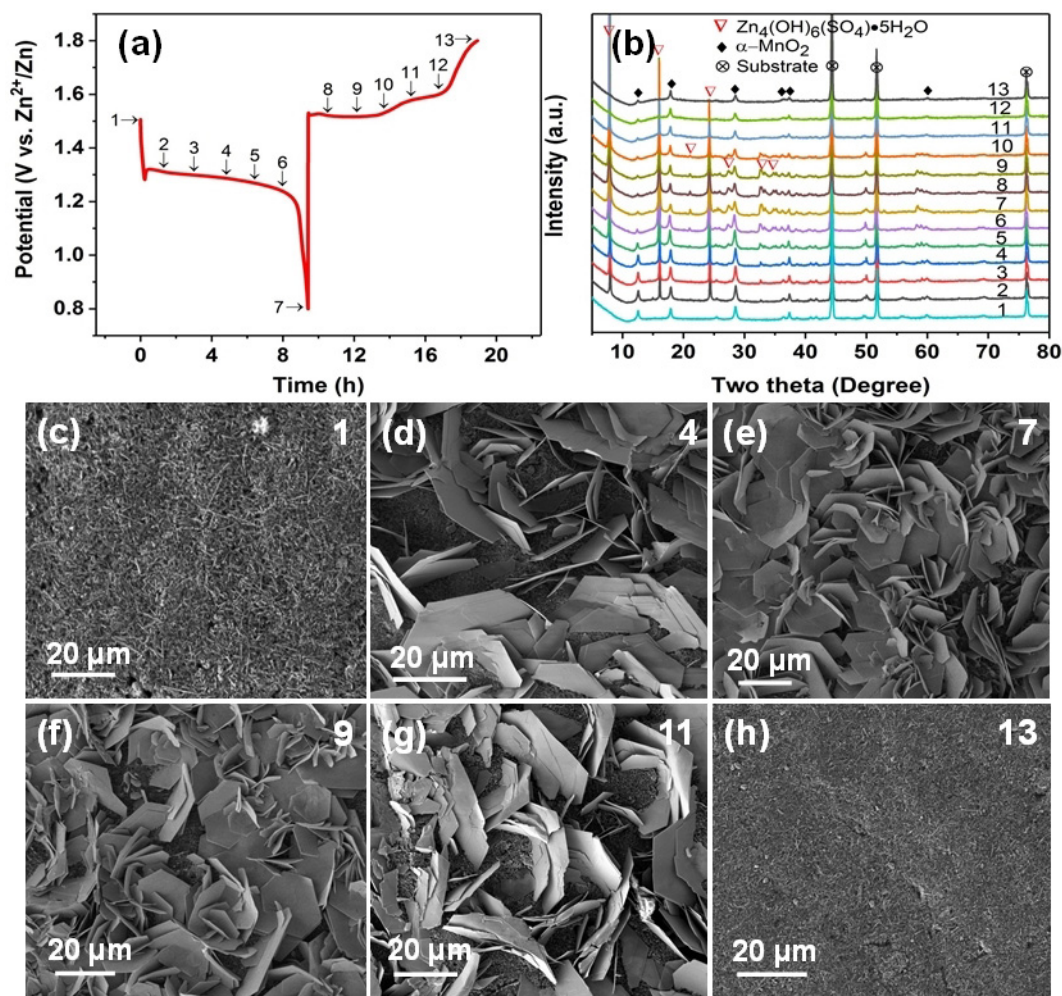 (a)
Potential (V vs. Zn²⁺/Zn)
1.8
1.6
1.4
1.2
1.0
0.8
1→
2
3
4
5
6
7→
8
9
10
11
12
13→
0
4
8
12
16
20
24
Time (h)
(b)
▽ Zn₄(OH)₆(SO₄)•5H₂O
◆ α−MnO₂
⊗ Substrate
Intensity (a.u.)
13
12
11
10
9
8
7
6
5
4
3
2
1
10
20
30
40
50
60
70
80
Two theta (Degree)
(c) 1
20 µm
(d) 4
20 µm
(e) 7
20 µm
(f) 9
20 µm
(g) 11
20 µm
(h) 13
20 µm